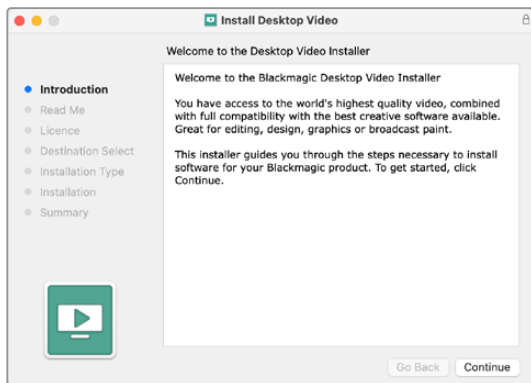 Install Desktop Video
Welcome to the Desktop Video Installer
Introduction
Read Me
Licence
Destination Select
Installation Type
Installation
Summary
Welcome to the Blackmagic Desktop Video Installer
You have access to the world's highest quality video, combined
with full compatibility with the best creative software available.
Great for editing, design, graphics or broadcast paint.
This installer guides you through the steps necessary to install
software for your Blackmagic product. To get started, click
Continue.
Go Back
Continue